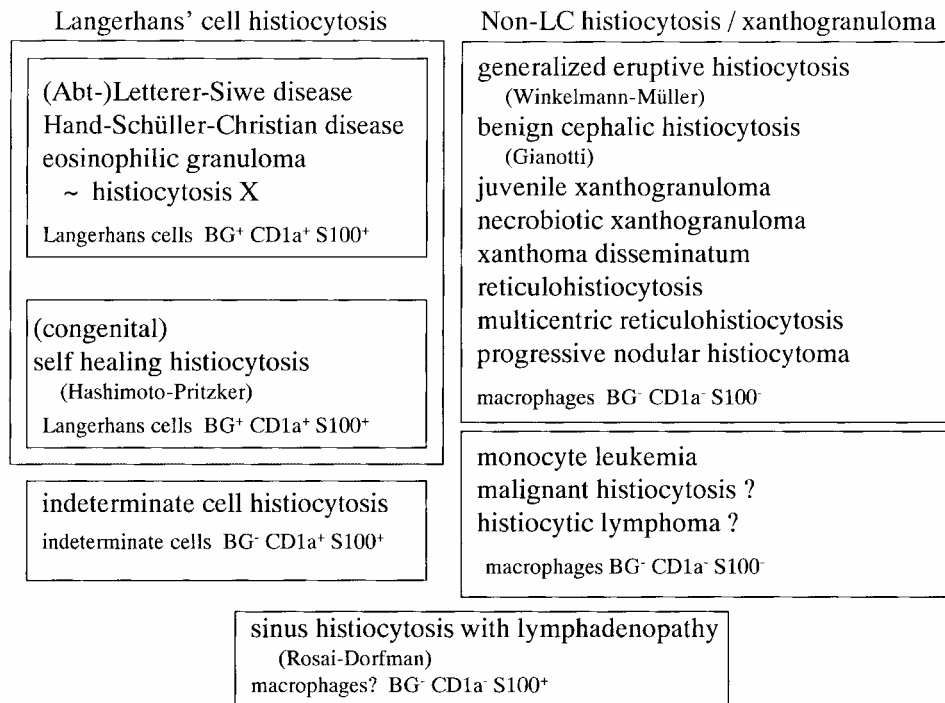 Langerhans' cell histiocytosis
(Abt-)Letterer-Siwe disease
Hand-Schüller-Christian disease
eosinophilic granuloma
~ histiocytosis X
Langerhans cells BG⁺ CD1a⁺ S100⁺
(congenital)
self healing histiocytosis
(Hashimoto-Pritzker)
Langerhans cells BG⁺ CD1a⁺ S100⁺
indeterminate cell histiocytosis
indeterminate cells BG⁻ CD1a⁺ S100⁺
Non-LC histiocytosis / xanthogranuloma
generalized eruptive histiocytosis
(Winkelmann-Müller)
benign cephalic histiocytosis
(Gianotti)
juvenile xanthogranuloma
necrobiotic xanthogranuloma
xanthoma disseminatum
reticulohistiocytosis
multicentric reticulohistiocytosis
progressive nodular histiocytoma
macrophages BG⁻ CD1a⁻ S100⁻
monocyte leukemia
malignant histiocytosis ?
histiocytic lymphoma ?
macrophages BG⁻ CD1a⁻ S100⁻
sinus histiocytosis with lymphadenopathy
(Rosai-Dorfman)
macrophages? BG⁻ CD1a⁻ S100⁺